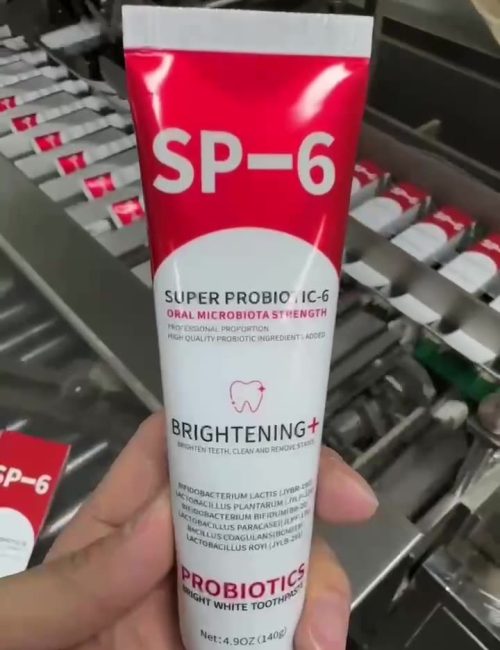 SP-6
SUPER PROBIOTIC-6
ORAL MICROBIOTA STRENGTH
PROFESSIONAL PROPORTION
HIGH QUALITY PROBIOTIC INGREDIENTS ADDED
BRIGHTENING+
BRIGHTEN TEETH, CLEAN AND REMOVE STAINS
BIFIDOBACTERIUM LACTIS
LACTOBACILLUS PLANTARUM
BIFIDOBACTERIUM BIFIDUM
LACTOBACILLUS PARACASEI
BACILLUS COAGULANS
LACTOBACILLUS ROYI
PROBIOTICS
BRIGHT WHITE TOOTHPASTE
Net:4.9OZ (140g)
SP-6